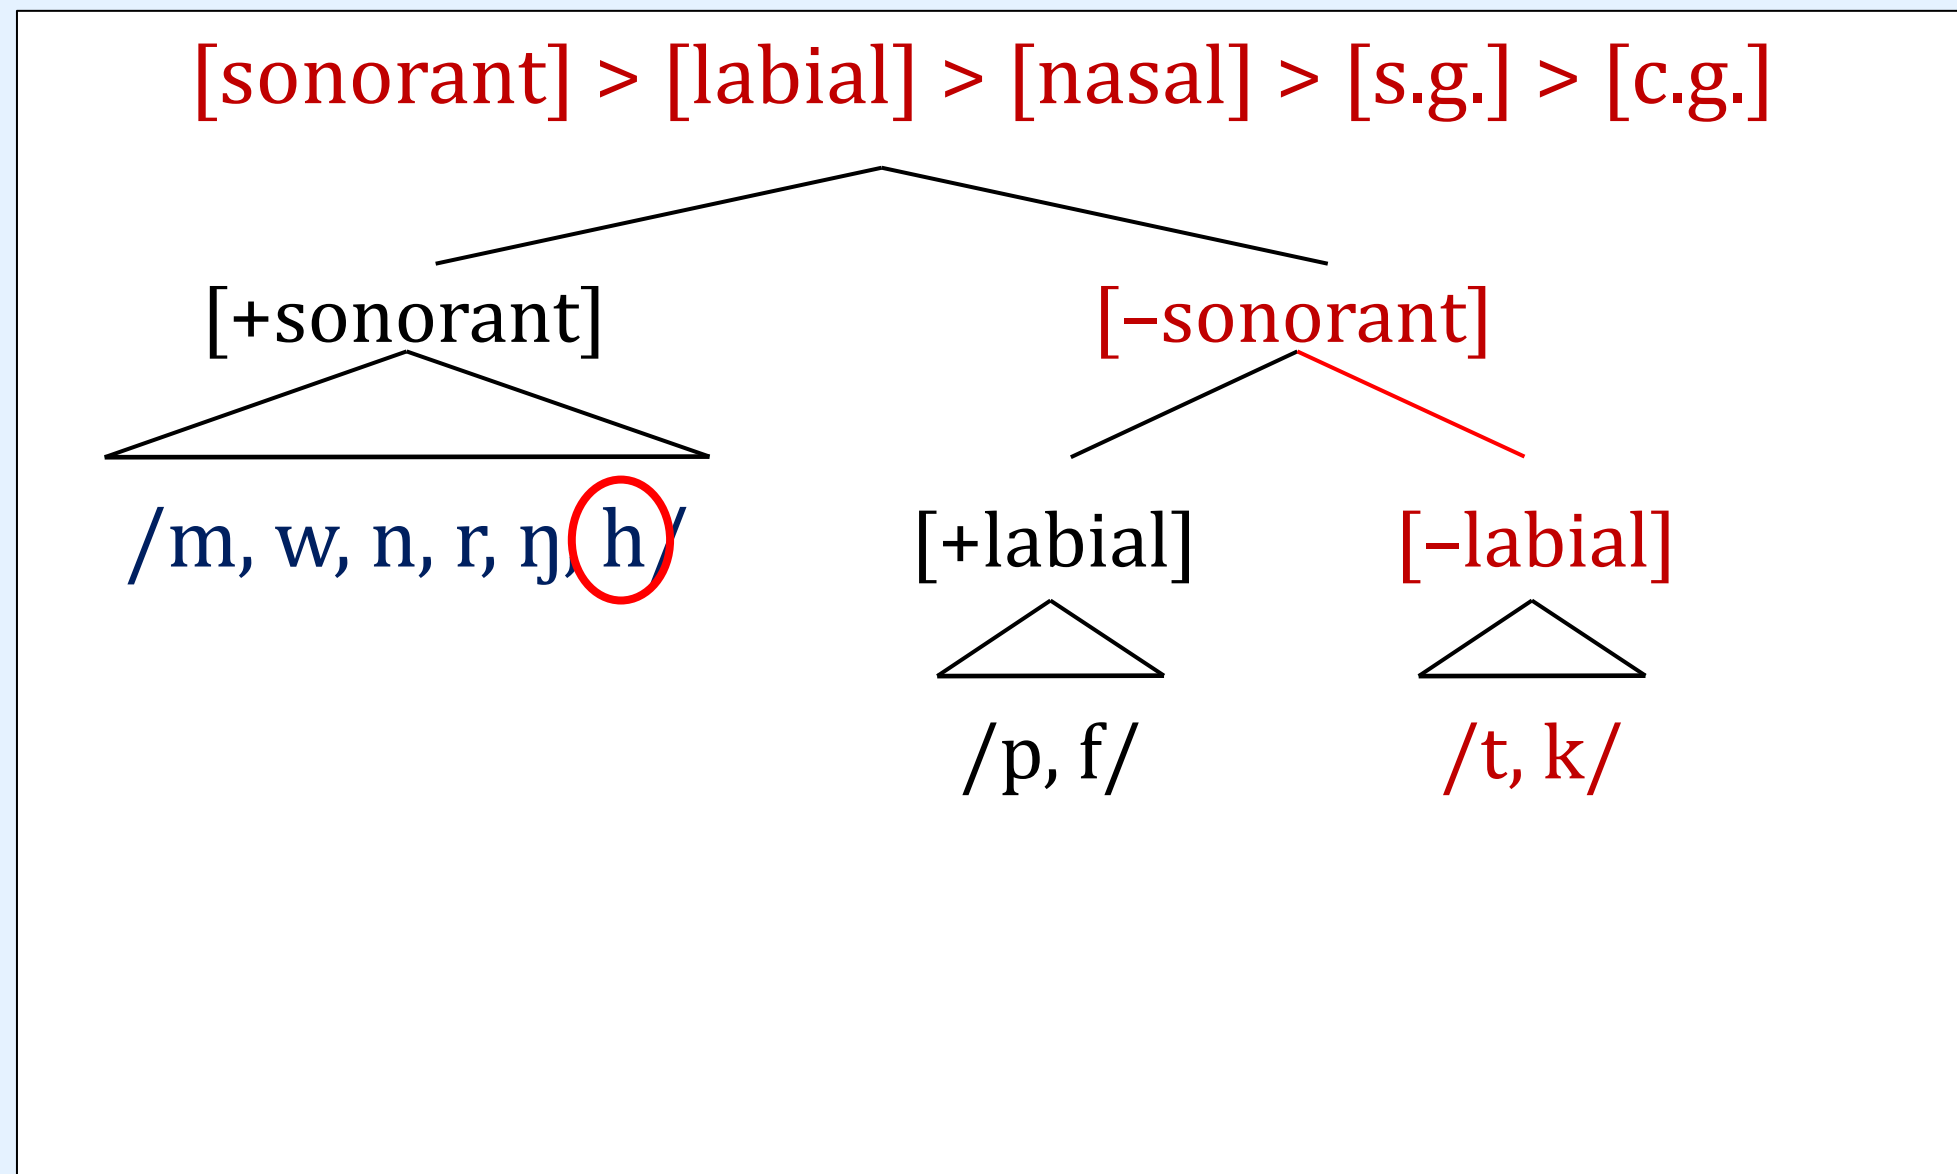 [sonorant] > [labial] > [nasal] > [s.g.] > [c.g.]
[+sonorant] [–sonorant]
/m, w, n, r, ŋ, h/ [+labial] [–labial]
/p, f/ /t, k/